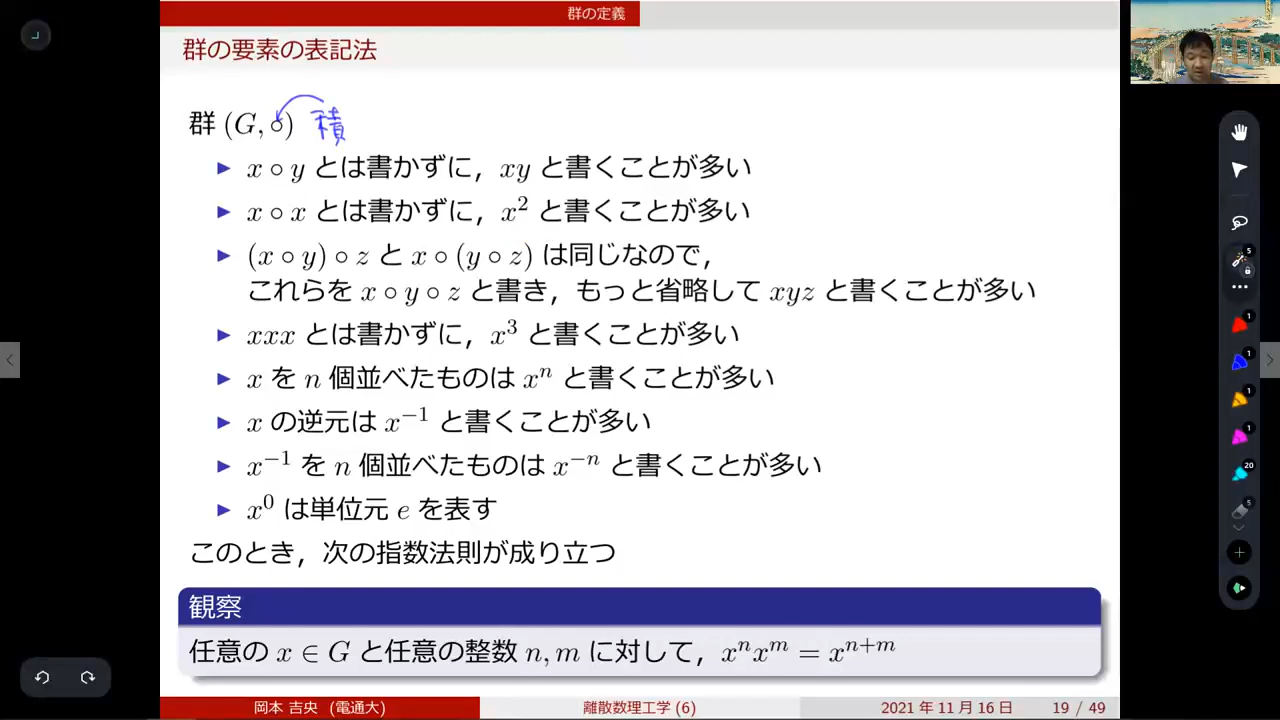 群の定義
群の要素の表記法
群 (G, ∘) 積
▶ x ∘ y とは書かずに，xy と書くことが多い
▶ x ∘ x とは書かずに，x² と書くことが多い
▶ (x ∘ y) ∘ z と x ∘ (y ∘ z) は同じなので，
これらを x ∘ y ∘ z と書き，もっと省略して xyz と書くことが多い
▶ xxx とは書かずに，x³ と書くことが多い
▶ x を n 個並べたものは xⁿ と書くことが多い
▶ x の逆元は x⁻¹ と書くことが多い
▶ x⁻¹ を n 個並べたものは x⁻ⁿ と書くことが多い
▶ x⁰ は単位元 e を表す
このとき，次の指数法則が成り立つ
観察
任意の x ∈ G と任意の整数 n, m に対して，xⁿxᵐ = xⁿ⁺ᵐ
岡本 吉央 (電通大) 離散数理工学 (6) 2021 年 11 月 16 日 19 / 49
5
1
1
1
1
20
5